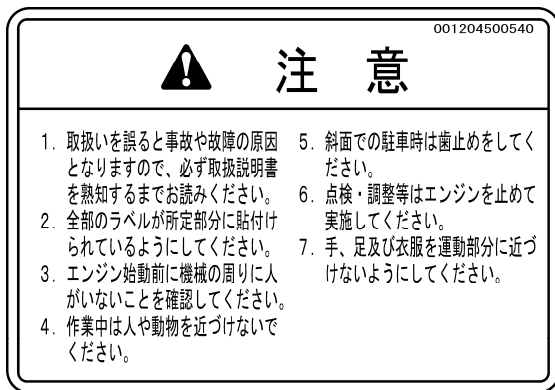 001204500540
注 意
1. 取扱いを誤ると事故や故障の原因
となりますので、必ず取扱説明書
を熟知するまでお読みください。
2. 全部のラベルが所定部分に貼付け
られているようにしてください。
3. エンジン始動前に機械の周りに人
がいないことを確認してください。
4. 作業中は人や動物を近づけないで
ください。
5. 斜面での駐車時は歯止めをしてく
ださい。
6. 点検・調整等はエンジンを止めて
実施してください。
7. 手、足及び衣服を運動部分に近づ
けないようにしてください。